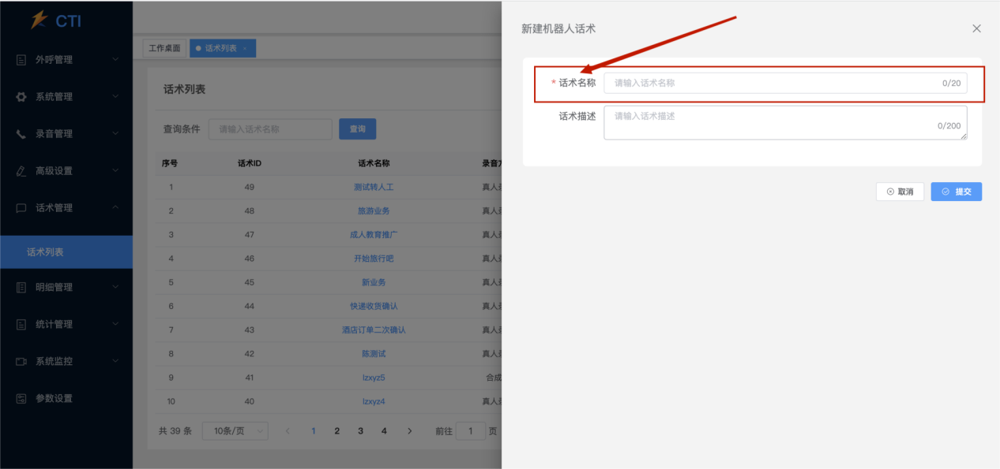 CTI
外呼管理
系统管理
录音管理
高级设置
话术管理
话术列表
明细管理
统计管理
系统监控
参数设置
工作桌面
话术列表 ×
话术列表
查询条件 请输入话术名称 查询
序号 话术ID 话术名称 录音
1 49 测试转人工 真人
2 48 旅游业务 真人
3 47 成人教育推广 真人
4 46 开始旅行吧 真人
5 45 新业务 真人
6 44 快递收货确认 真人
7 43 酒店订单二次确认 真人
8 42 陈测试 真人
9 41 lzxyz5 合成
10 40 lzxyz4 真人
共 39 条 10条/页 < 1 2 3 4 > 前往 1 页
新建机器人话术
* 话术名称 请输入话术名称 0/20
话术描述 请输入话术描述 0/200
取消 提交